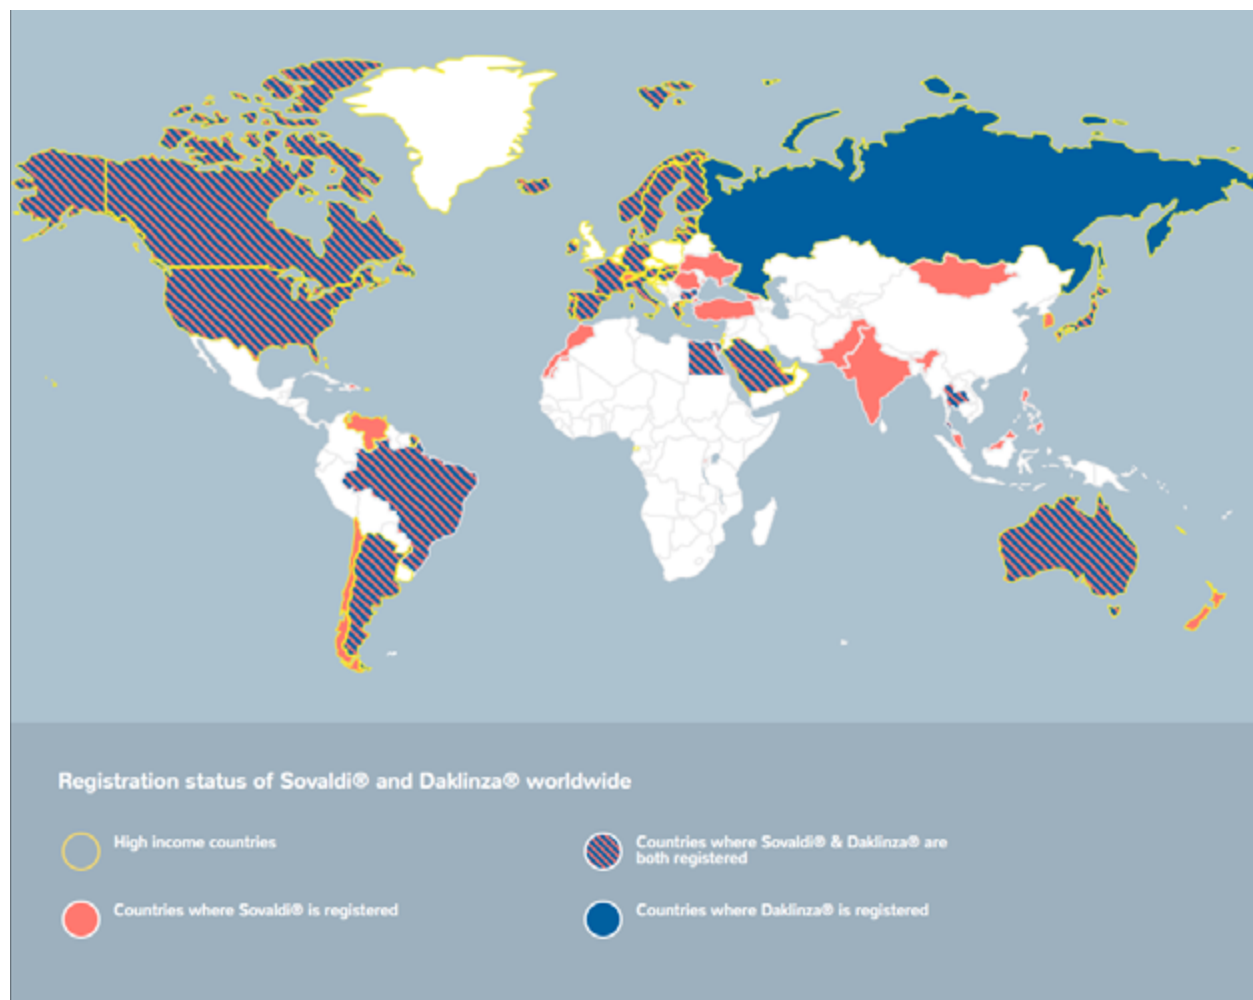 Registration status of Sovaldi® and Daklinza® worldwide
High income countries
Countries where Sovaldi® & Daklinza® are
both registered
Countries where Sovaldi® is registered
Countries where Daklinza® is registered